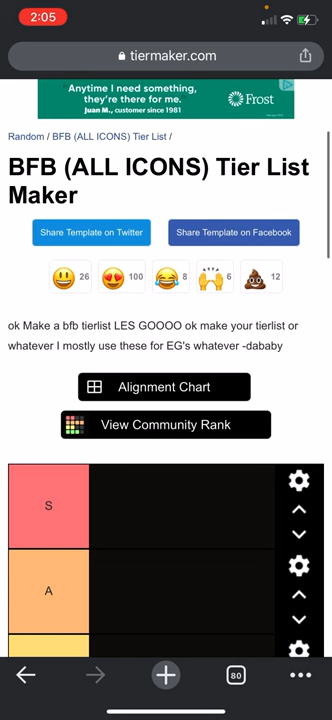 2:05
tiermaker.com
Anytime I need something,
they're there for me.
Juan M., customer since 1981
Frost
Random / BFB (ALL ICONS) Tier List /
BFB (ALL ICONS) Tier List
Maker
Share Template on Twitter
Share Template on Facebook
26
100
8
6
12
ok Make a bfb tierlist LES GOOOO ok make your tierlist or
whatever I mostly use these for EG's whatever -dababy
Alignment Chart
View Community Rank
S
A
80